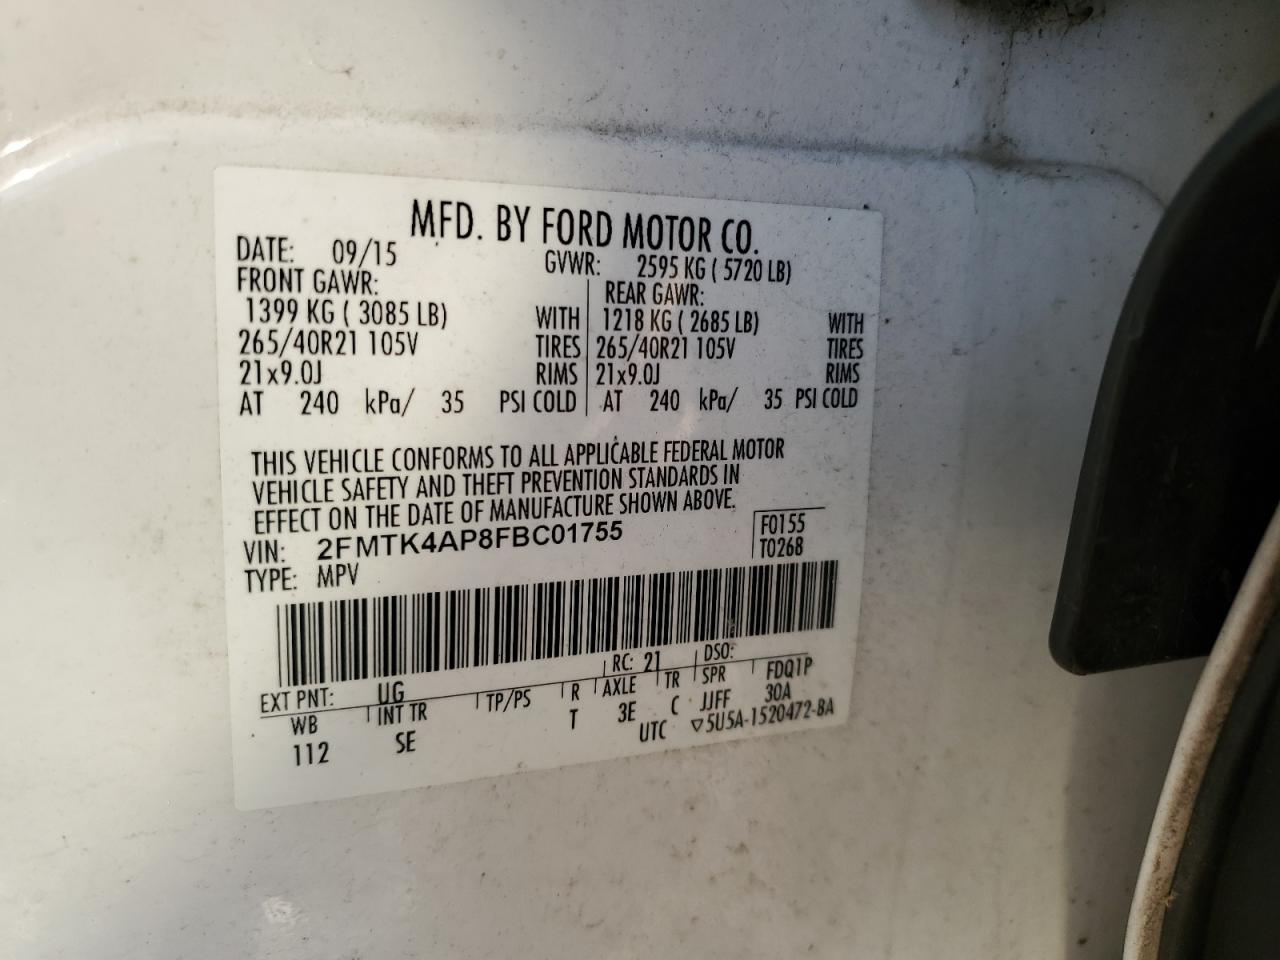 MFD. BY FORD MOTOR CO.
DATE: 09/15 GVWR: 2595 KG ( 5720 LB)
FRONT GAWR: REAR GAWR:
1399 KG ( 3085 LB) WITH 1218 KG ( 2685 LB) WITH
265/40R21 105V TIRES 265/40R21 105V TIRES
21x9.0J RIMS 21x9.0J RIMS
AT 240 kPa/ 35 PSI COLD AT 240 kPa/ 35 PSI COLD
THIS VEHICLE CONFORMS TO ALL APPLICABLE FEDERAL MOTOR
VEHICLE SAFETY AND THEFT PREVENTION STANDARDS IN
EFFECT ON THE DATE OF MANUFACTURE SHOWN ABOVE.
VIN: 2FMTK4AP8FBC01755 F0155
TYPE: MPV T0268
EXT PNT: UG RC: 21 DSO: FDQ1P
WB INT TR TP/PS R AXLE TR SPR 30A
112 SE T 3E C JJFF
UTC ▽5U5A-1520472-BA